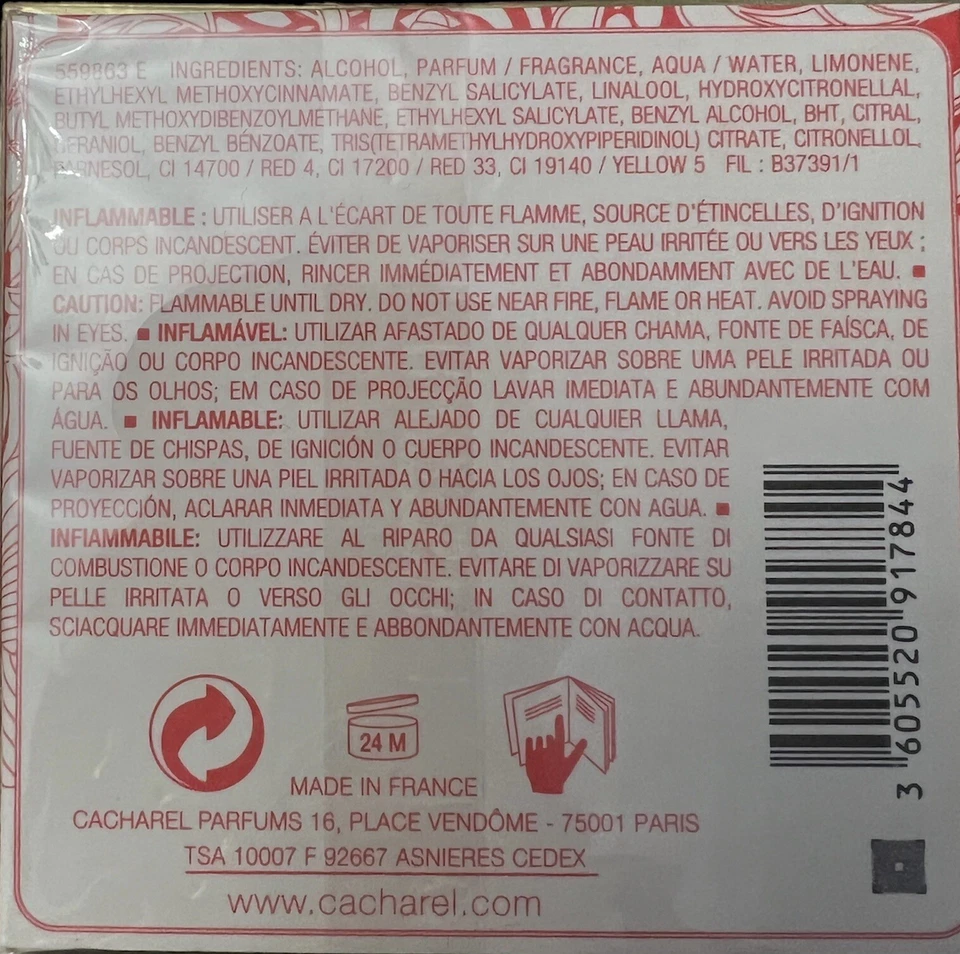 559863 E INGREDIENTS: ALCOHOL, PARFUM / FRAGRANCE, AQUA / WATER, LIMONENE,
ETHYLHEXYL METHOXYCINNAMATE, BENZYL SALICYLATE, LINALOOL, HYDROXYCITRONELLAL,
BUTYL METHOXYDIBENZOYLMETHANE, ETHYLHEXYL SALICYLATE, BENZYL ALCOHOL, BHT, CITRAL,
GERANIOL, BENZYL BENZOATE, TRIS(TETRAMETHYLHYDROXYPIPERIDINOL) CITRATE, CITRONELLOL,
FARNESOL, CI 14700 / RED 4, CI 17200 / RED 33, CI 19140 / YELLOW 5 FIL : B37391/1
INFLAMMABLE : UTILISER A L'ÉCART DE TOUTE FLAMME, SOURCE D'ÉTINCELLES, D'IGNITION
OU CORPS INCANDESCENT. ÉVITER DE VAPORISER SUR UNE PEAU IRRITÉE OU VERS LES YEUX ;
EN CAS DE PROJECTION, RINCER IMMÉDIATEMENT ET ABONDAMMENT AVEC DE L'EAU. ■
CAUTION: FLAMMABLE UNTIL DRY. DO NOT USE NEAR FIRE, FLAME OR HEAT. AVOID SPRAYING
IN EYES. ■ INFLAMÁVEL: UTILIZAR AFASTADO DE QUALQUER CHAMA, FONTE DE FAÍSCA, DE
IGNIÇÃO OU CORPO INCANDESCENTE. EVITAR VAPORIZAR SOBRE UMA PELE IRRITADA OU
PARA OS OLHOS; EM CASO DE PROJECÇÃO LAVAR IMEDIATA E ABUNDANTEMENTE COM
ÁGUA. ■ INFLAMABLE: UTILIZAR ALEJADO DE CUALQUIER LLAMA,
FUENTE DE CHISPAS, DE IGNICIÓN O CUERPO INCANDESCENTE. EVITAR
VAPORIZAR SOBRE UNA PIEL IRRITADA O HACIA LOS OJOS; EN CASO DE
PROYECCIÓN, ACLARAR INMEDIATA Y ABUNDANTEMENTE CON AGUA. ■
INFIAMMABILE: UTILIZZARE AL RIPARO DA QUALSIASI FONTE DI
COMBUSTIONE O CORPO INCANDESCENTE. EVITARE DI VAPORIZZARE SU
PELLE IRRITATA O VERSO GLI OCCHI; IN CASO DI CONTATTO,
SCIACQUARE IMMEDIATAMENTE E ABBONDANTEMENTE CON ACQUA.
3 605520 917844
24 M
MADE IN FRANCE
CACHAREL PARFUMS 16, PLACE VENDÔME - 75001 PARIS
TSA 10007 F 92667 ASNIERES CEDEX
www.cacharel.com